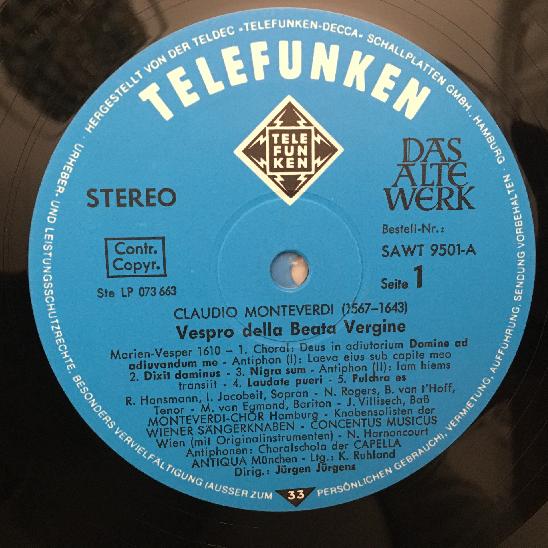 URHEBER- UND LEISTUNGSSCHUTZRECHTE, BESONDERS VERVIELFÄLTIGUNG (AUSSER ZUM
HERGESTELLT VON DER TELDEC »TELEFUNKEN-DECCA« SCHALLPLATTEN GMBH., HAMBURG ·
PERSÖNLICHEN GEBRAUCH), VERMIETUNG, AUFFÜHRUNG, SENDUNG VORBEHALTEN.
TELEFUNKEN
TELE
FUN
KEN
DAS
ALTE
WERK
STEREO
Bestell-Nr.:
SAWT 9501-A
Contr.
Copyr.
Seite 1
Ste LP 073 663
CLAUDIO MONTEVERDI (1567-1643)
Vespro della Beata Vergine
Marien-Vesper 1610 – 1. Choral: Deus in adiutorium Domine ad
adiuvandum me - Antiphon (I): Laeva eius sub capite meo
2. Dixit dominus - 3. Nigra sum - Antiphon (II): Iam hiems
transiit - 4. Laudate pueri - 5. Pulchra es
R. Hansmann, I. Jacobeit, Sopran - N. Rogers, B. van t'Hoff,
Tenor - M. van Egmond, Bariton - J. Villisech, Baß
MONTEVERDI-CHOR Hamburg - Knabensolisten der
WIENER SÄNGERKNABEN - CONCENTUS MUSICUS
Wien (mit Originalinstrumenten) - N. Harnoncourt
Antiphonen: Choralschola der CAPELLA
ANTIQUA München - Ltg.: K. Ruhland
Dirig.: Jürgen Jürgens
33